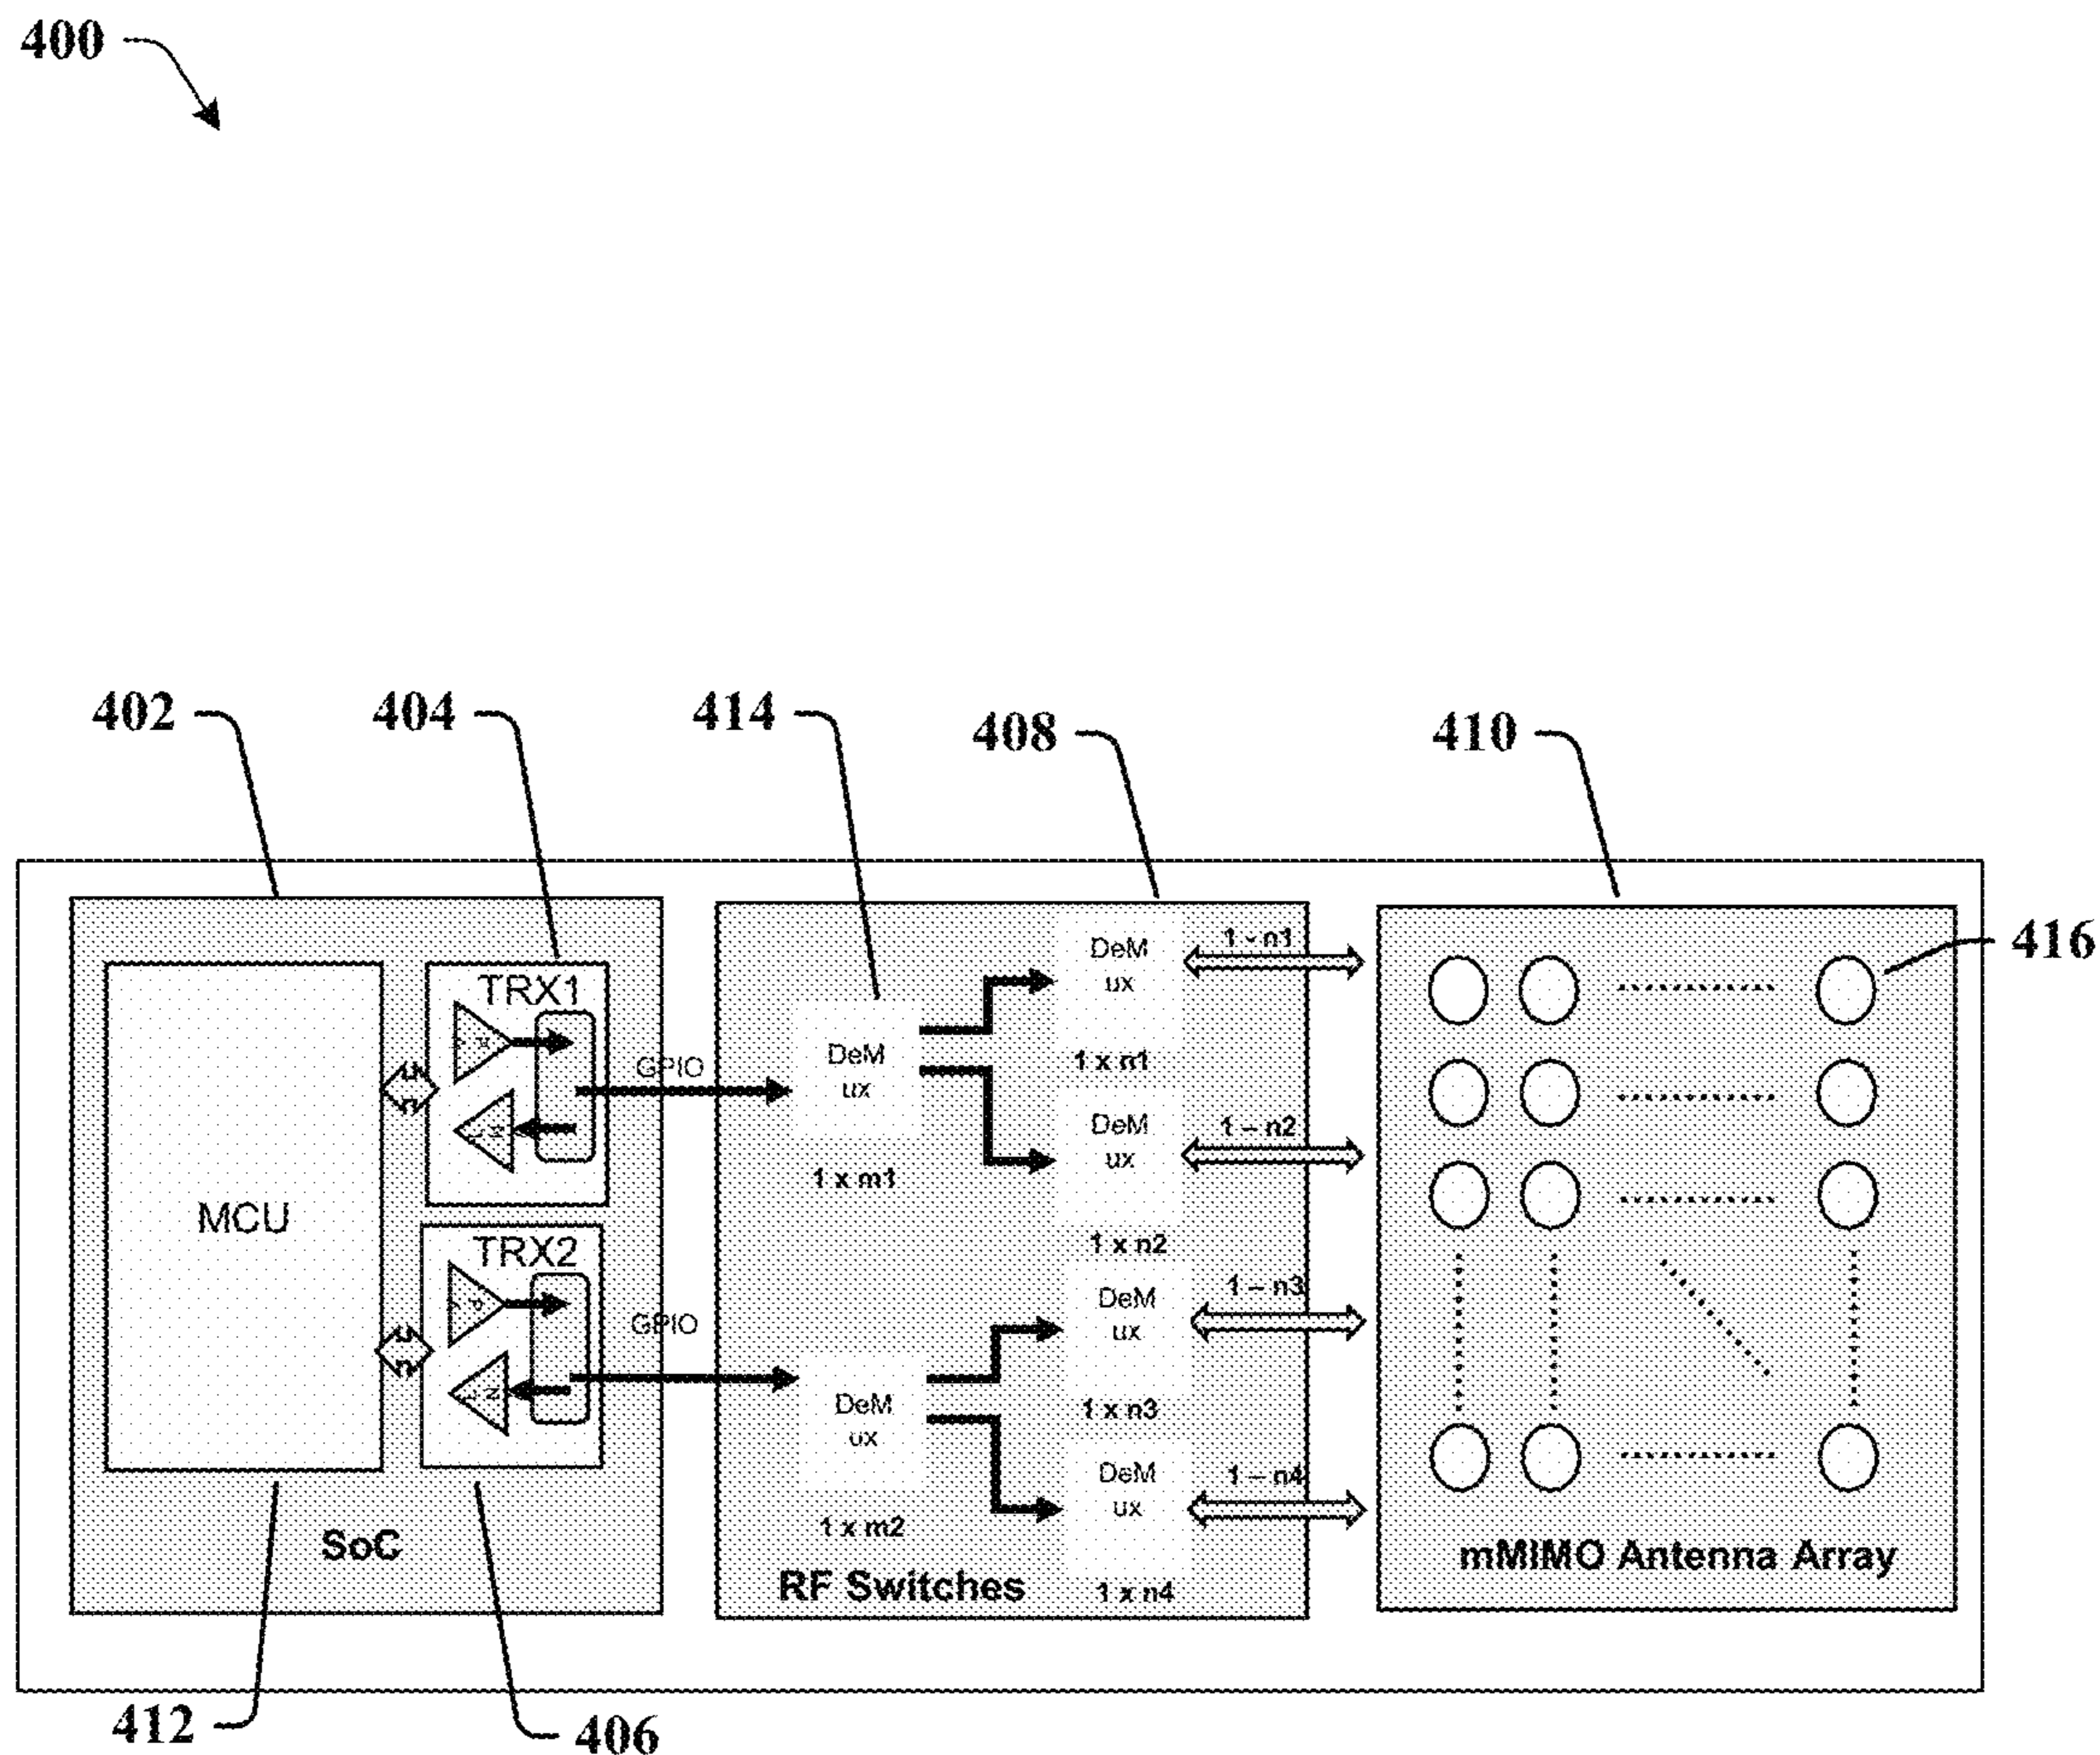 400
402
404
414
408
410
416
TRX1
GPIO
MCU
TRX2
GPIO
SoC
DeM
ux
1 x m1
DeM
ux
1 x m2
DeM
ux
1 x n1
DeM
ux
1 x n2
DeM
ux
1 x n3
DeM
ux
1 x n4
RF Switches
1 - n1
1 – n2
1 – n3
1 – n4
mMIMO Antenna Array
412
406